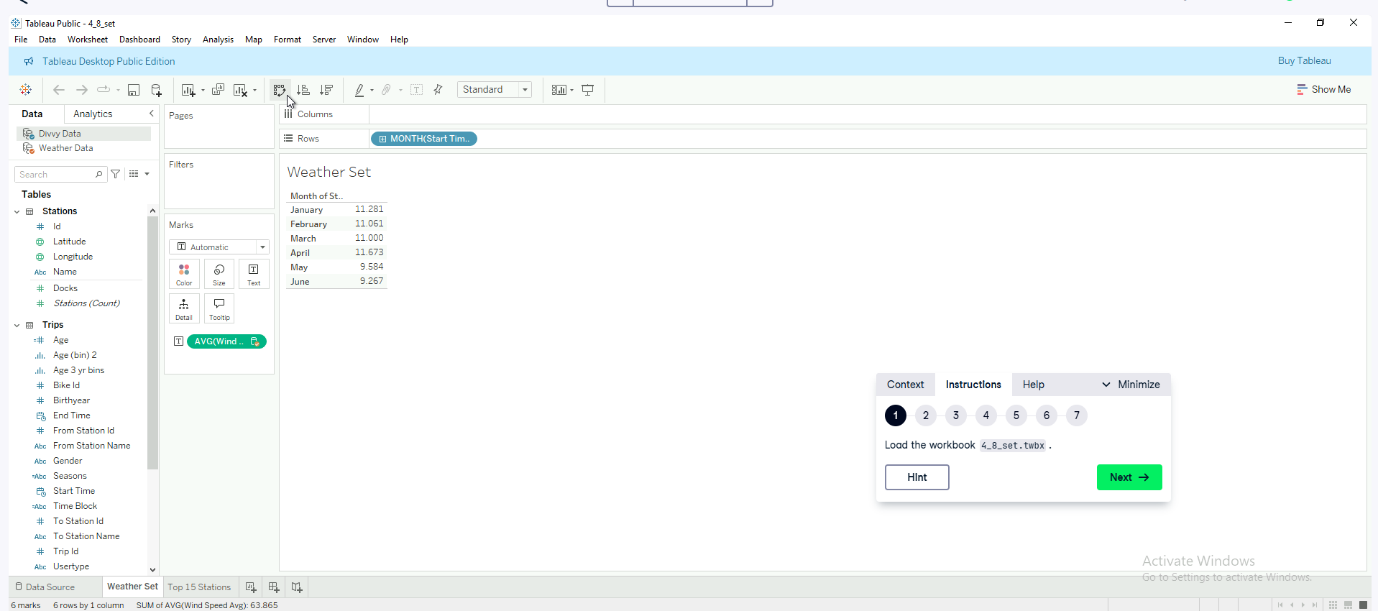 Tableau Public - 4_8_set
File Data Worksheet Dashboard Story Analysis Map Format Server Window Help
Tableau Desktop Public Edition Buy Tableau
Standard Show Me
Data Analytics
Divvy Data
Weather Data
Search
Tables
Stations
# Id
Latitude
Longitude
Abc Name
# Docks
# Stations (Count)
Trips
=# Age
Age (bin) 2
Age 3 yr bins
# Bike Id
# Birthyear
End Time
# From Station Id
Abc From Station Name
Abc Gender
=Abc Seasons
Start Time
=Abc Time Block
# To Station Id
Abc To Station Name
# Trip Id
Abc Usertype
Pages
Filters
Marks
T Automatic
Color Size Text
Detail Tooltip
T AVG(Wind ..
Columns
Rows MONTH(Start Tim..
Weather Set
Month of St..
January 11.281
February 11.061
March 11.000
April 11.673
May 9.584
June 9.267
Context Instructions Help Minimize
1 2 3 4 5 6 7
Load the workbook 4_8_set.twbx .
Hint Next →
Activate Windows
Go to Settings to activate Windows.
Data Source Weather Set Top 15 Stations
6 marks 6 rows by 1 column SUM of AVG(Wind Speed Avg): 63.865